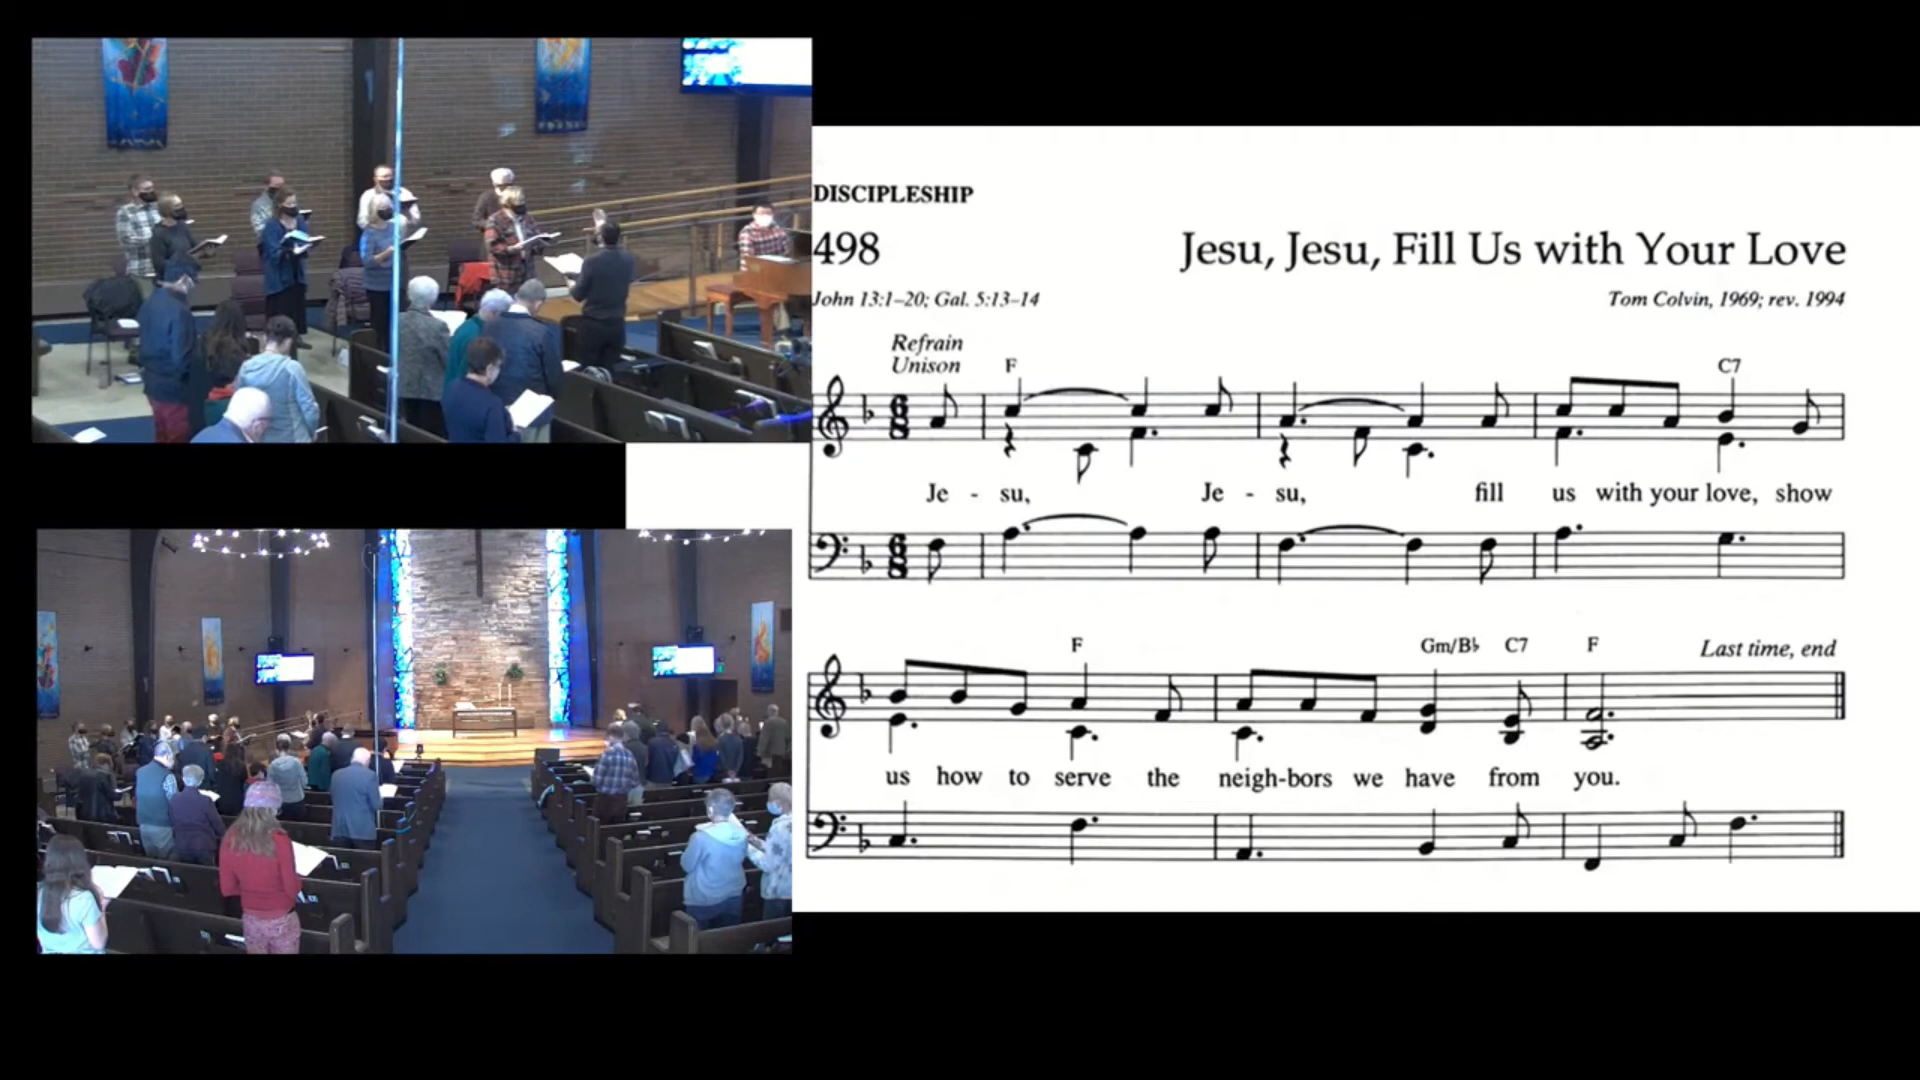 DISCIPLESHIP
498 Jesu, Jesu, Fill Us with Your Love
John 13:1–20; Gal. 5:13–14 Tom Colvin, 1969; rev. 1994
Refrain
Unison F C7
Je - su, Je - su, fill us with your love, show
F Gm/B♭ C7 F Last time, end
us how to serve the neigh-bors we have from you.